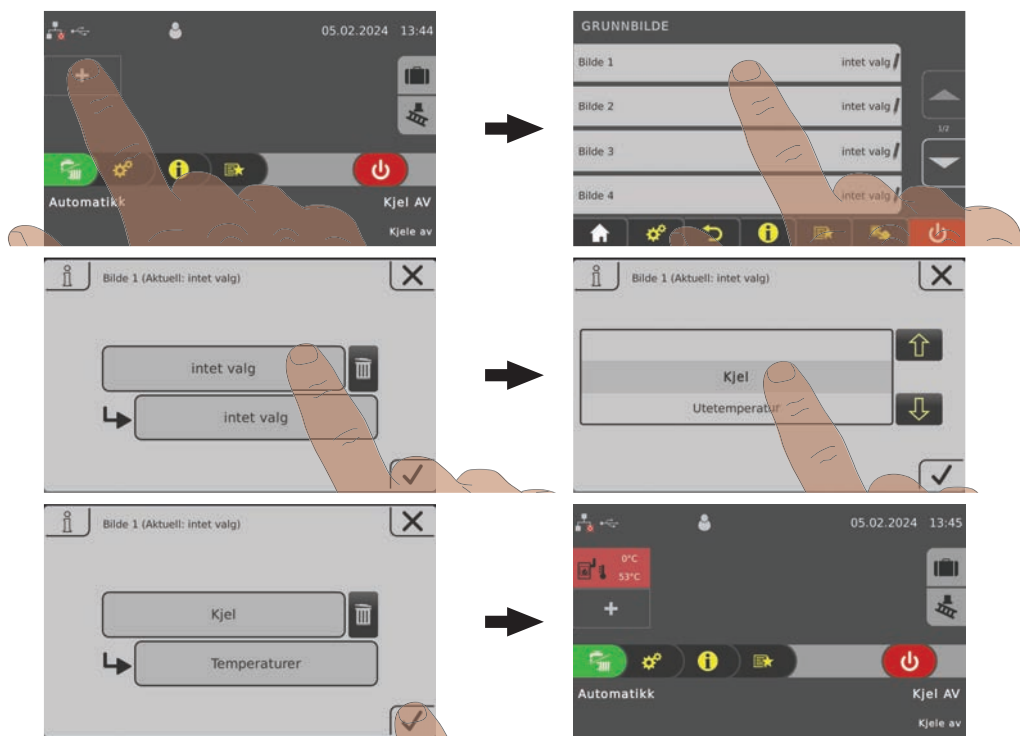 05.02.2024 13:44
+
Automatikk
Kjel AV
Kjele av
GRUNNBILDE
Bilde 1 intet valg
Bilde 2 intet valg
1/2
Bilde 3 intet valg
Bilde 4 intet valg
Bilde 1 (Aktuell: intet valg)
intet valg
intet valg
Bilde 1 (Aktuell: intet valg)
Kjel
Utetemperatur
Bilde 1 (Aktuell: intet valg)
Kjel
Temperaturer
05.02.2024 13:45
0°C
53°C
+
Automatikk
Kjel AV
Kjele av